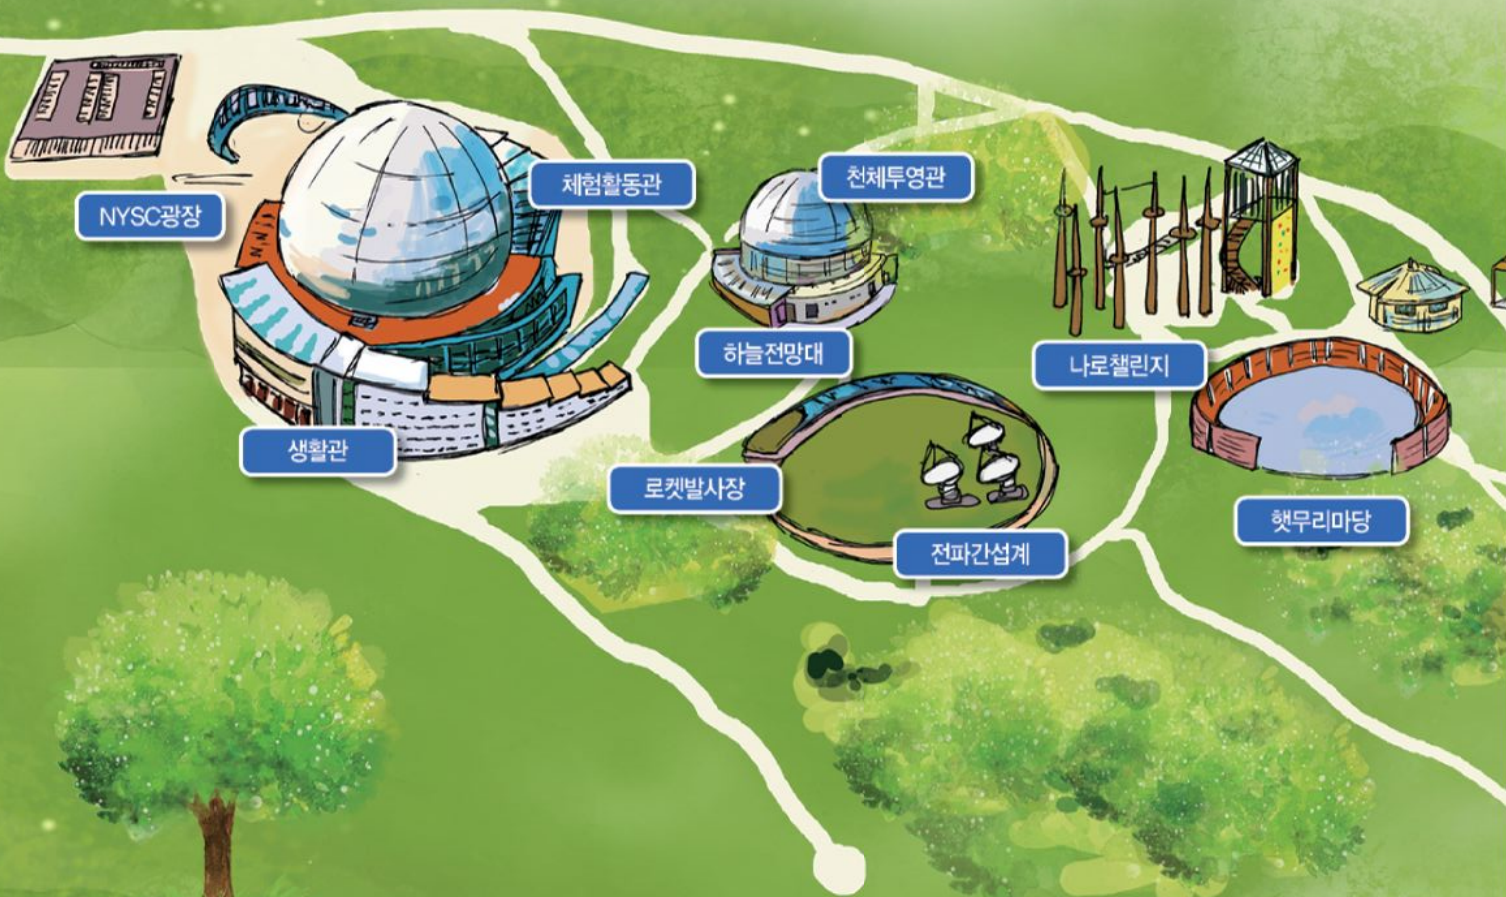 체험활동관
천체투영관
NYSC광장
하늘전망대
나로챌린지
생활관
로켓발사장
햇무리마당
전파간섭계